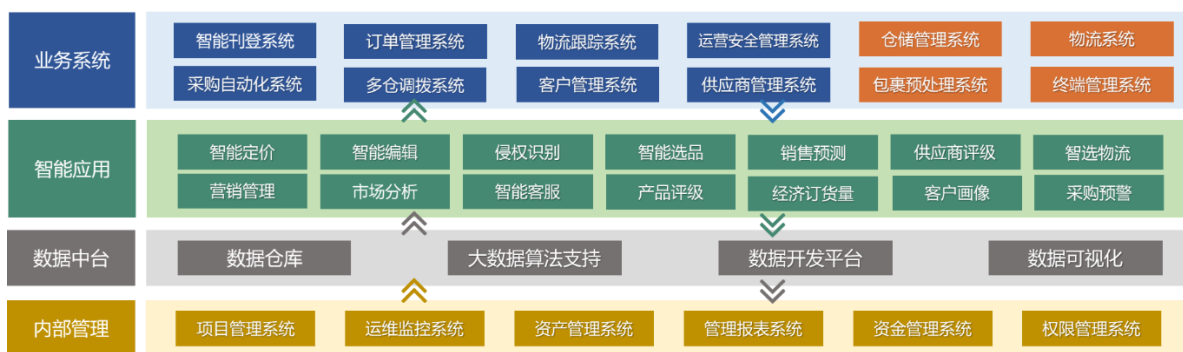 业务系统
智能刊登系统 订单管理系统 物流跟踪系统 运营安全管理系统 仓储管理系统 物流系统
采购自动化系统 多仓调拨系统 客户管理系统 供应商管理系统 包裹预处理系统 终端管理系统
智能应用
智能定价 智能编辑 侵权识别 智能选品 销售预测 供应商评级 智选物流
营销管理 市场分析 智能客服 产品评级 经济订货量 客户画像 采购预警
数据中台
数据仓库 大数据算法支持 数据开发平台 数据可视化
内部管理
项目管理系统 运维监控系统 资产管理系统 管理报表系统 资金管理系统 权限管理系统